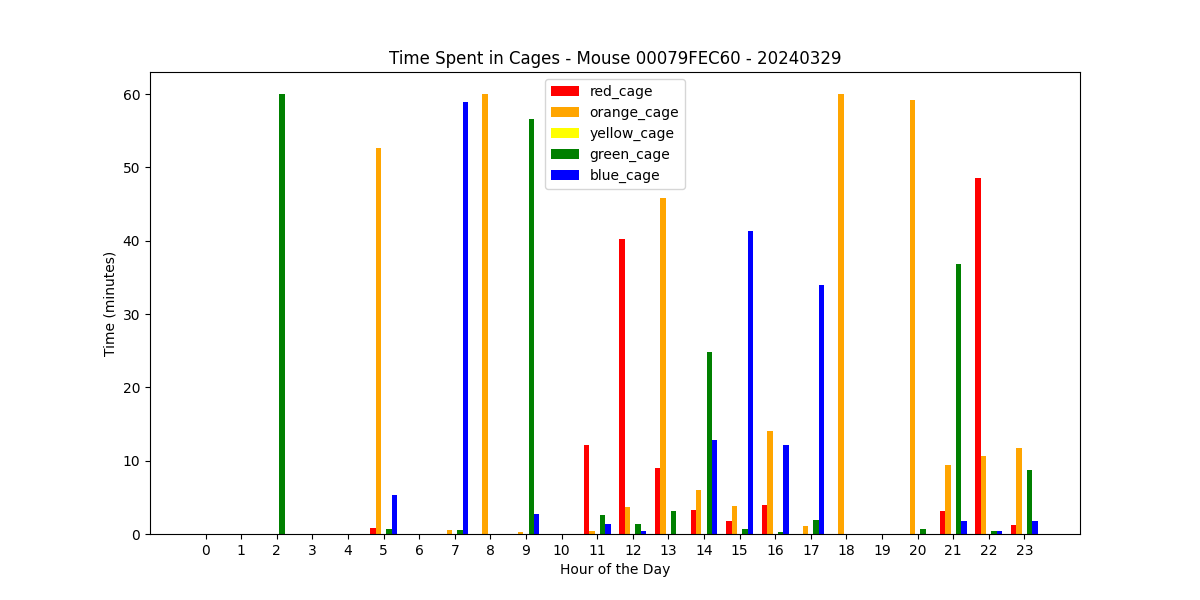 Time Spent in Cages - Mouse 00079FEC60 - 20240329
red_cage
orange_cage
yellow_cage
green_cage
blue_cage
60
50
40
30
20
10
0
Time (minutes)
0 1 2 3 4 5 6 7 8 9 10 11 12 13 14 15 16 17 18 19 20 21 22 23
Hour of the Day